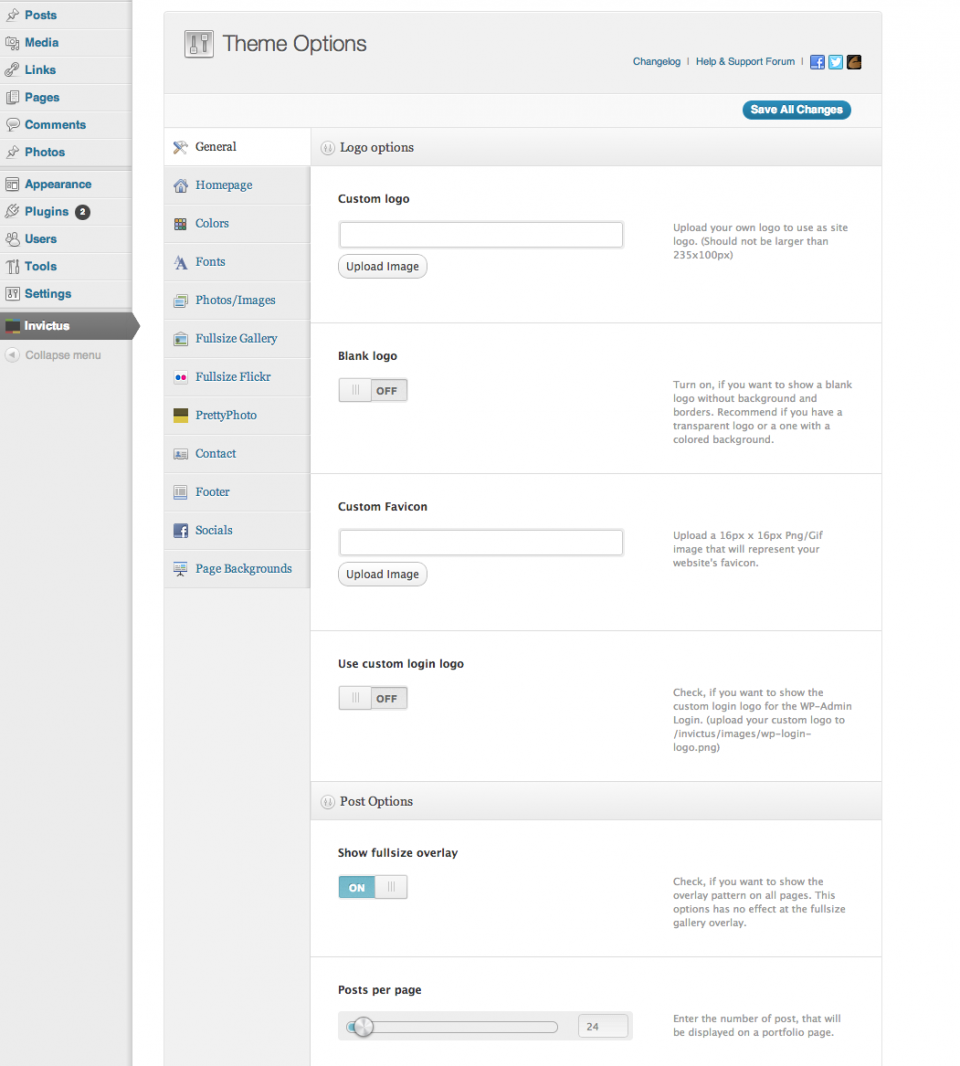 Posts
Media
Links
Pages
Comments
Photos
Appearance
Plugins 2
Users
Tools
Settings
Invictus
Collapse menu
Theme Options
Changelog | Help & Support Forum |
Save All Changes
General
Homepage
Colors
Fonts
Photos/Images
Fullsize Gallery
Fullsize Flickr
PrettyPhoto
Contact
Footer
Socials
Page Backgrounds
Logo options
Custom logo
Upload Image
Upload your own logo to use as site
logo. (Should not be larger than
235x100px)
Blank logo
OFF
Turn on, if you want to show a blank
logo without background and
borders. Recommend if you have a
transparent logo or a one with a
colored background.
Custom Favicon
Upload Image
Upload a 16px x 16px Png/Gif
image that will represent your
website's favicon.
Use custom login logo
OFF
Check, if you want to show the
custom login logo for the WP-Admin
Login. (upload your custom logo to
/invictus/images/wp-login-
logo.png)
Post Options
Show fullsize overlay
ON
Check, if you want to show the
overlay pattern on all pages. This
options has no effect at the fullsize
gallery overlay.
Posts per page
24
Enter the number of post, that will
be displayed on a portfolio page.